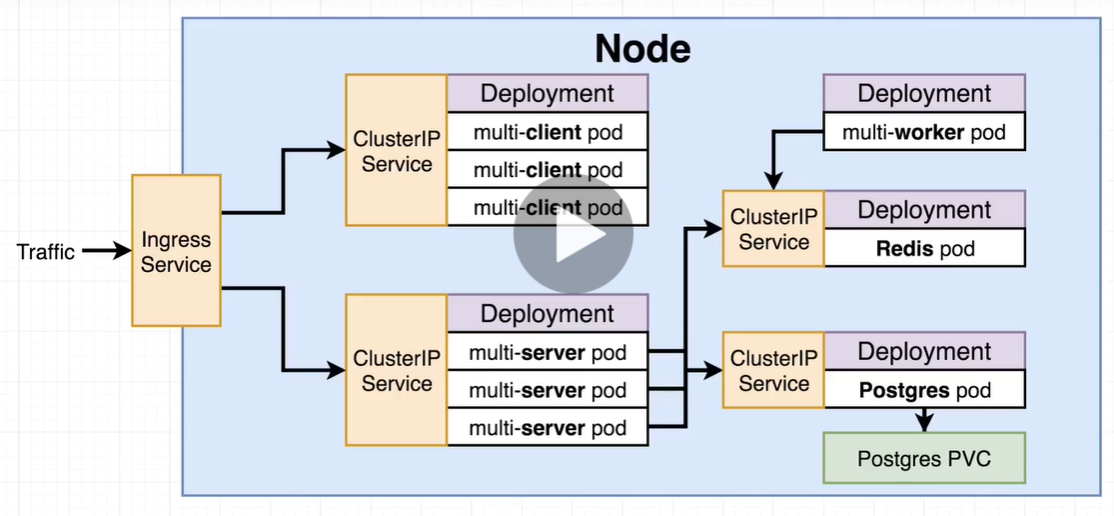 Node
Traffic
Ingress
Service
ClusterIP
Service
Deployment
multi-client pod
multi-client pod
multi-client pod
ClusterIP
Service
Deployment
multi-server pod
multi-server pod
multi-server pod
Deployment
multi-worker pod
ClusterIP
Service
Deployment
Redis pod
ClusterIP
Service
Deployment
Postgres pod
Postgres PVC